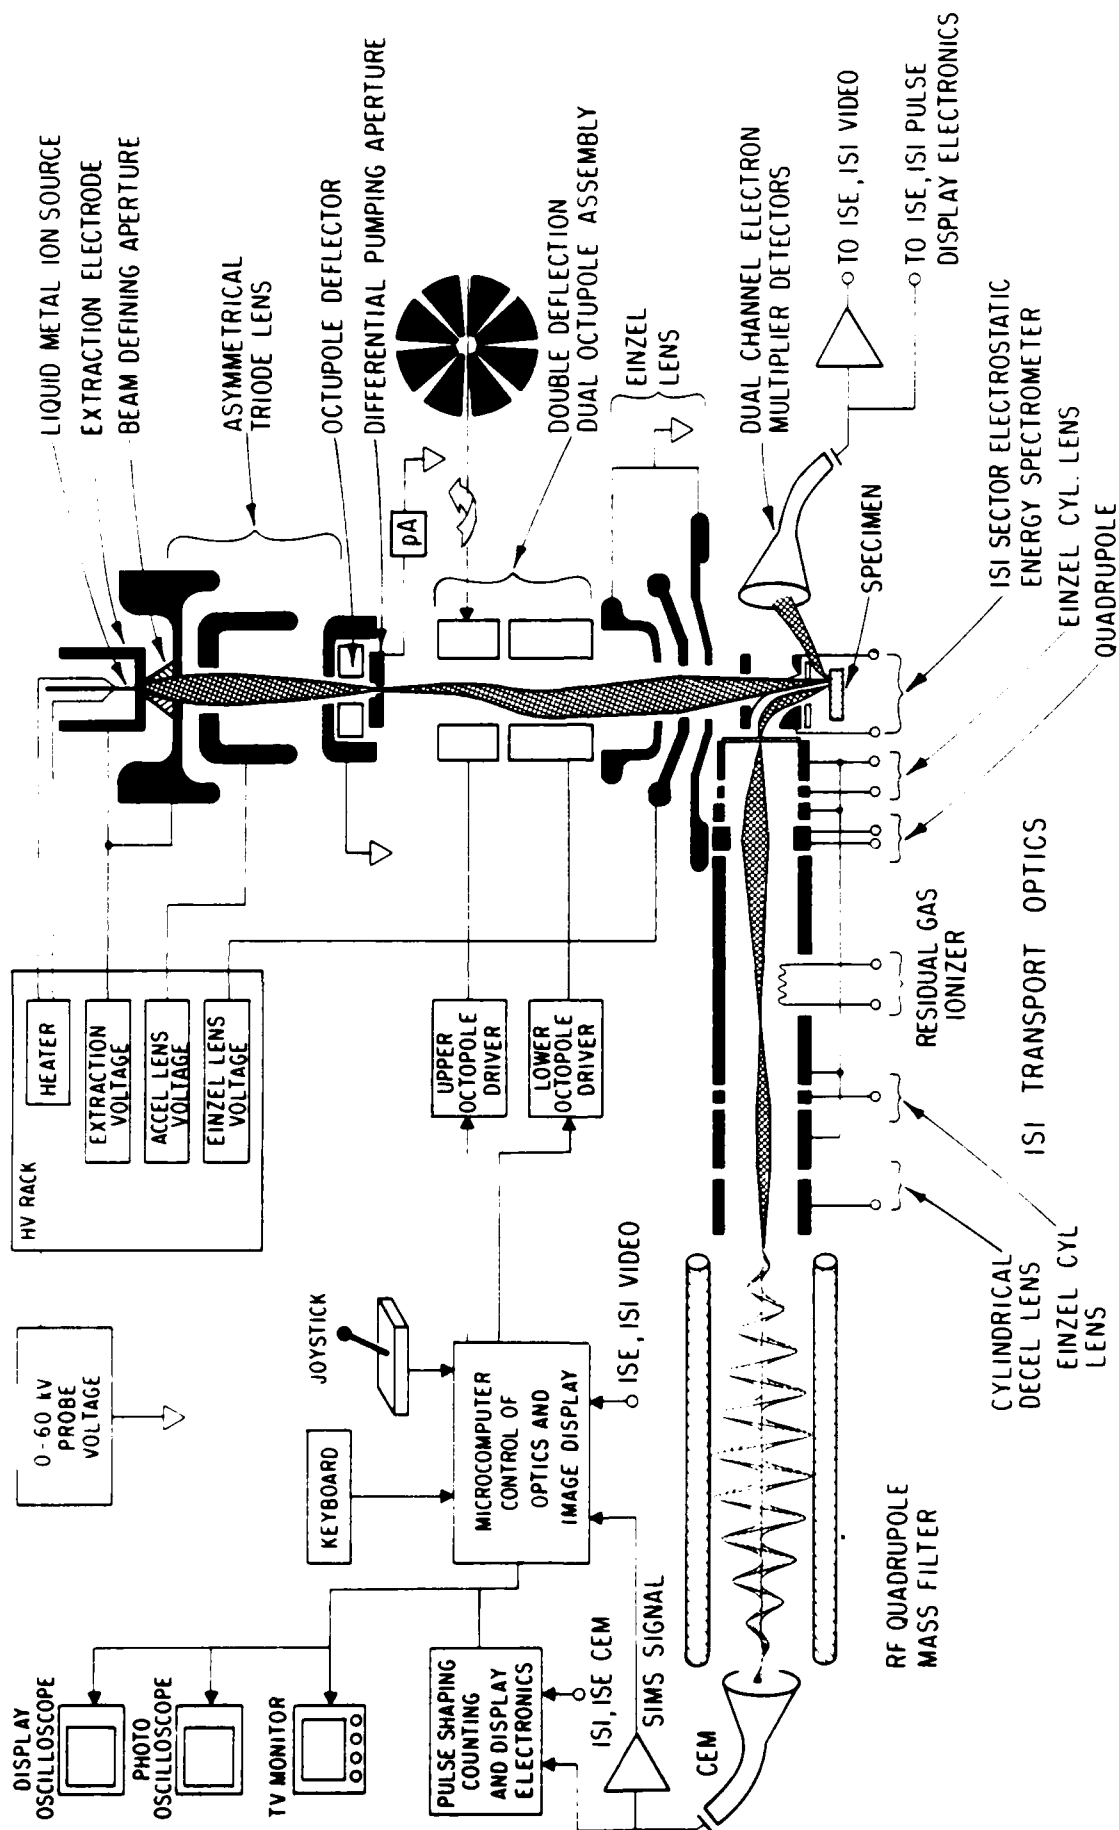 LIQUID METAL ION SOURCE
EXTRACTION ELECTRODE
BEAM DEFINING APERTURE
ASYMMETRICAL
TRIODE LENS
OCTUPOLE DEFLECTOR
DIFFERENTIAL PUMPING APERTURE
pA
DOUBLE DEFLECTION
DUAL OCTUPOLE ASSEMBLY
EINZEL
LENS
DUAL CHANNEL ELECTRON
MULTIPLIER DETECTORS
TO ISE, ISI VIDEO
TO ISE, ISI PULSE
DISPLAY ELECTRONICS
SPECIMEN
ISI SECTOR ELECTROSTATIC
ENERGY SPECTROMETER
EINZEL CYL. LENS
QUADRUPOLE
HV RACK
HEATER
EXTRACTION
VOLTAGE
ACCEL LENS
VOLTAGE
EINZEL LENS
VOLTAGE
UPPER
OCTOPOLE
DRIVER
LOWER
OCTOPOLE
DRIVER
RESIDUAL GAS
IONIZER
ISI TRANSPORT OPTICS
0-60 kV
PROBE
VOLTAGE
JOYSTICK
KEYBOARD
MICROCOMPUTER
CONTROL OF
OPTICS AND
IMAGE DISPLAY
ISE, ISI VIDEO
CYLINDRICAL
DECEL LENS
EINZEL CYL
LENS
DISPLAY
OSCILLOSCOPE
PHOTO
OSCILLOSCOPE
TV MONITOR
PULSE SHAPING
COUNTING
AND DISPLAY
ELECTRONICS
ISI, ISE CEM
SIMS SIGNAL
CEM
RF QUADRUPOLE
MASS FILTER